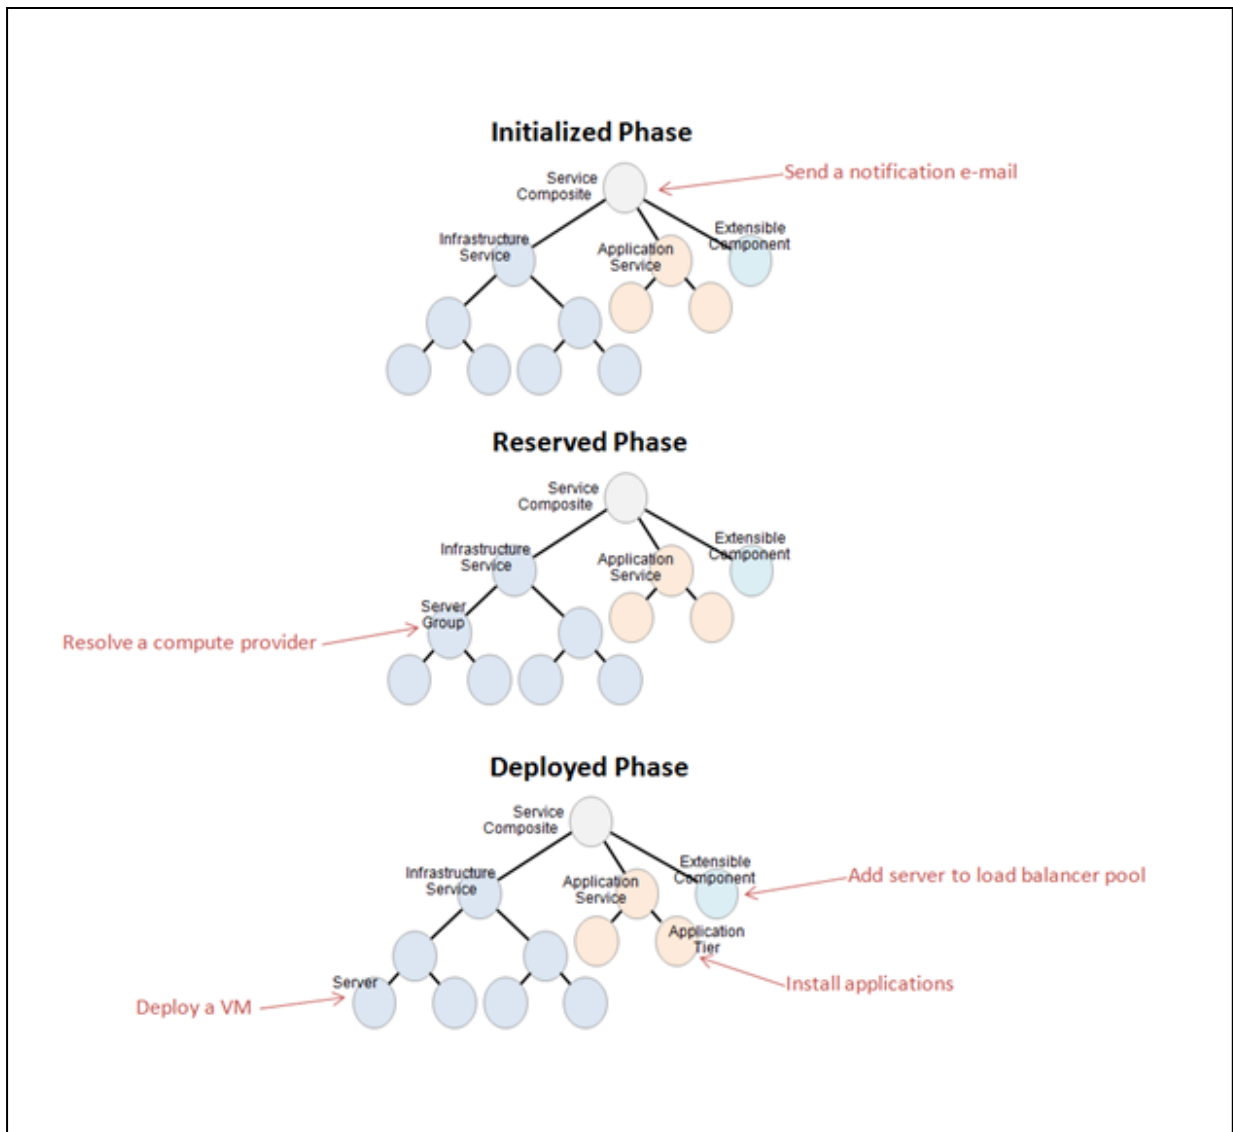 Initialized Phase
Service
Composite
Send a notification e-mail
Infrastructure
Service
Application
Service
Extensible
Component
Reserved Phase
Service
Composite
Infrastructure
Service
Application
Service
Extensible
Component
Server
Group
Resolve a compute provider
Deployed Phase
Service
Composite
Infrastructure
Service
Application
Service
Extensible
Component
Add server to load balancer pool
Application
Tier
Install applications
Server
Deploy a VM